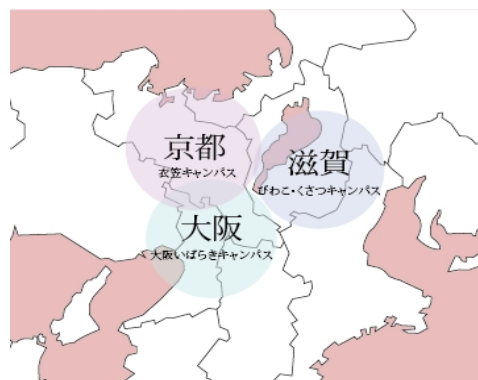 京都
衣笠キャンパス
滋賀
びわこ・くさつキャンパス
大阪
大阪いばらきキャンパス